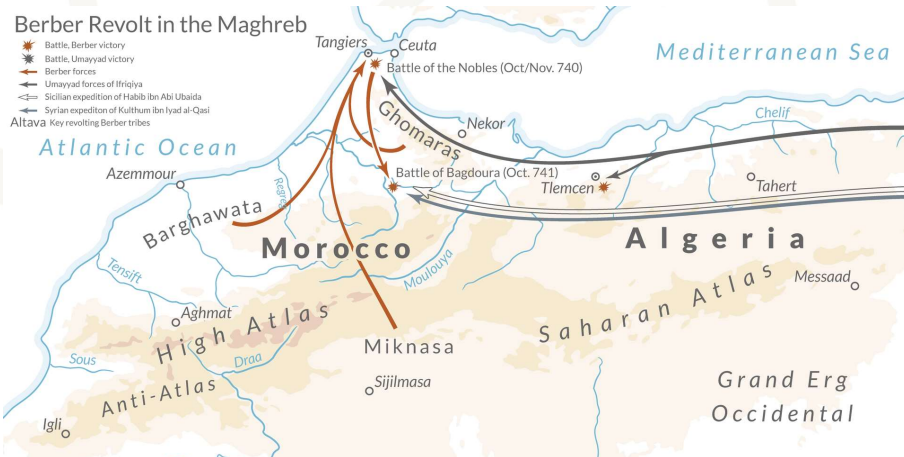 Berber Revolt in the Maghreb
Battle, Berber victory
Battle, Umayyad victory
Berber forces
Umayyad forces of Ifriqiya
Sicilian expedition of Habib ibn Abi Ubaida
Syrian expediton of Kulthum ibn Iyad al-Qasi
Altava Key revolting Berber tribes
Tangiers
Ceuta
Mediterranean Sea
Battle of the Nobles (Oct/Nov. 740)
Ghomaras
Nekor
Chelif
Atlantic Ocean
Azemmour
Regreg
Battle of Bagdoura (Oct. 741)
Tlemcen
Tahert
Barghawata
Morocco
Algeria
Tensift
Moulouya
Messaad
Aghmat
High Atlas
Saharan Atlas
Miknasa
Sous
Draa
Anti-Atlas
Sijilmasa
Grand Erg
Occidental
Igli